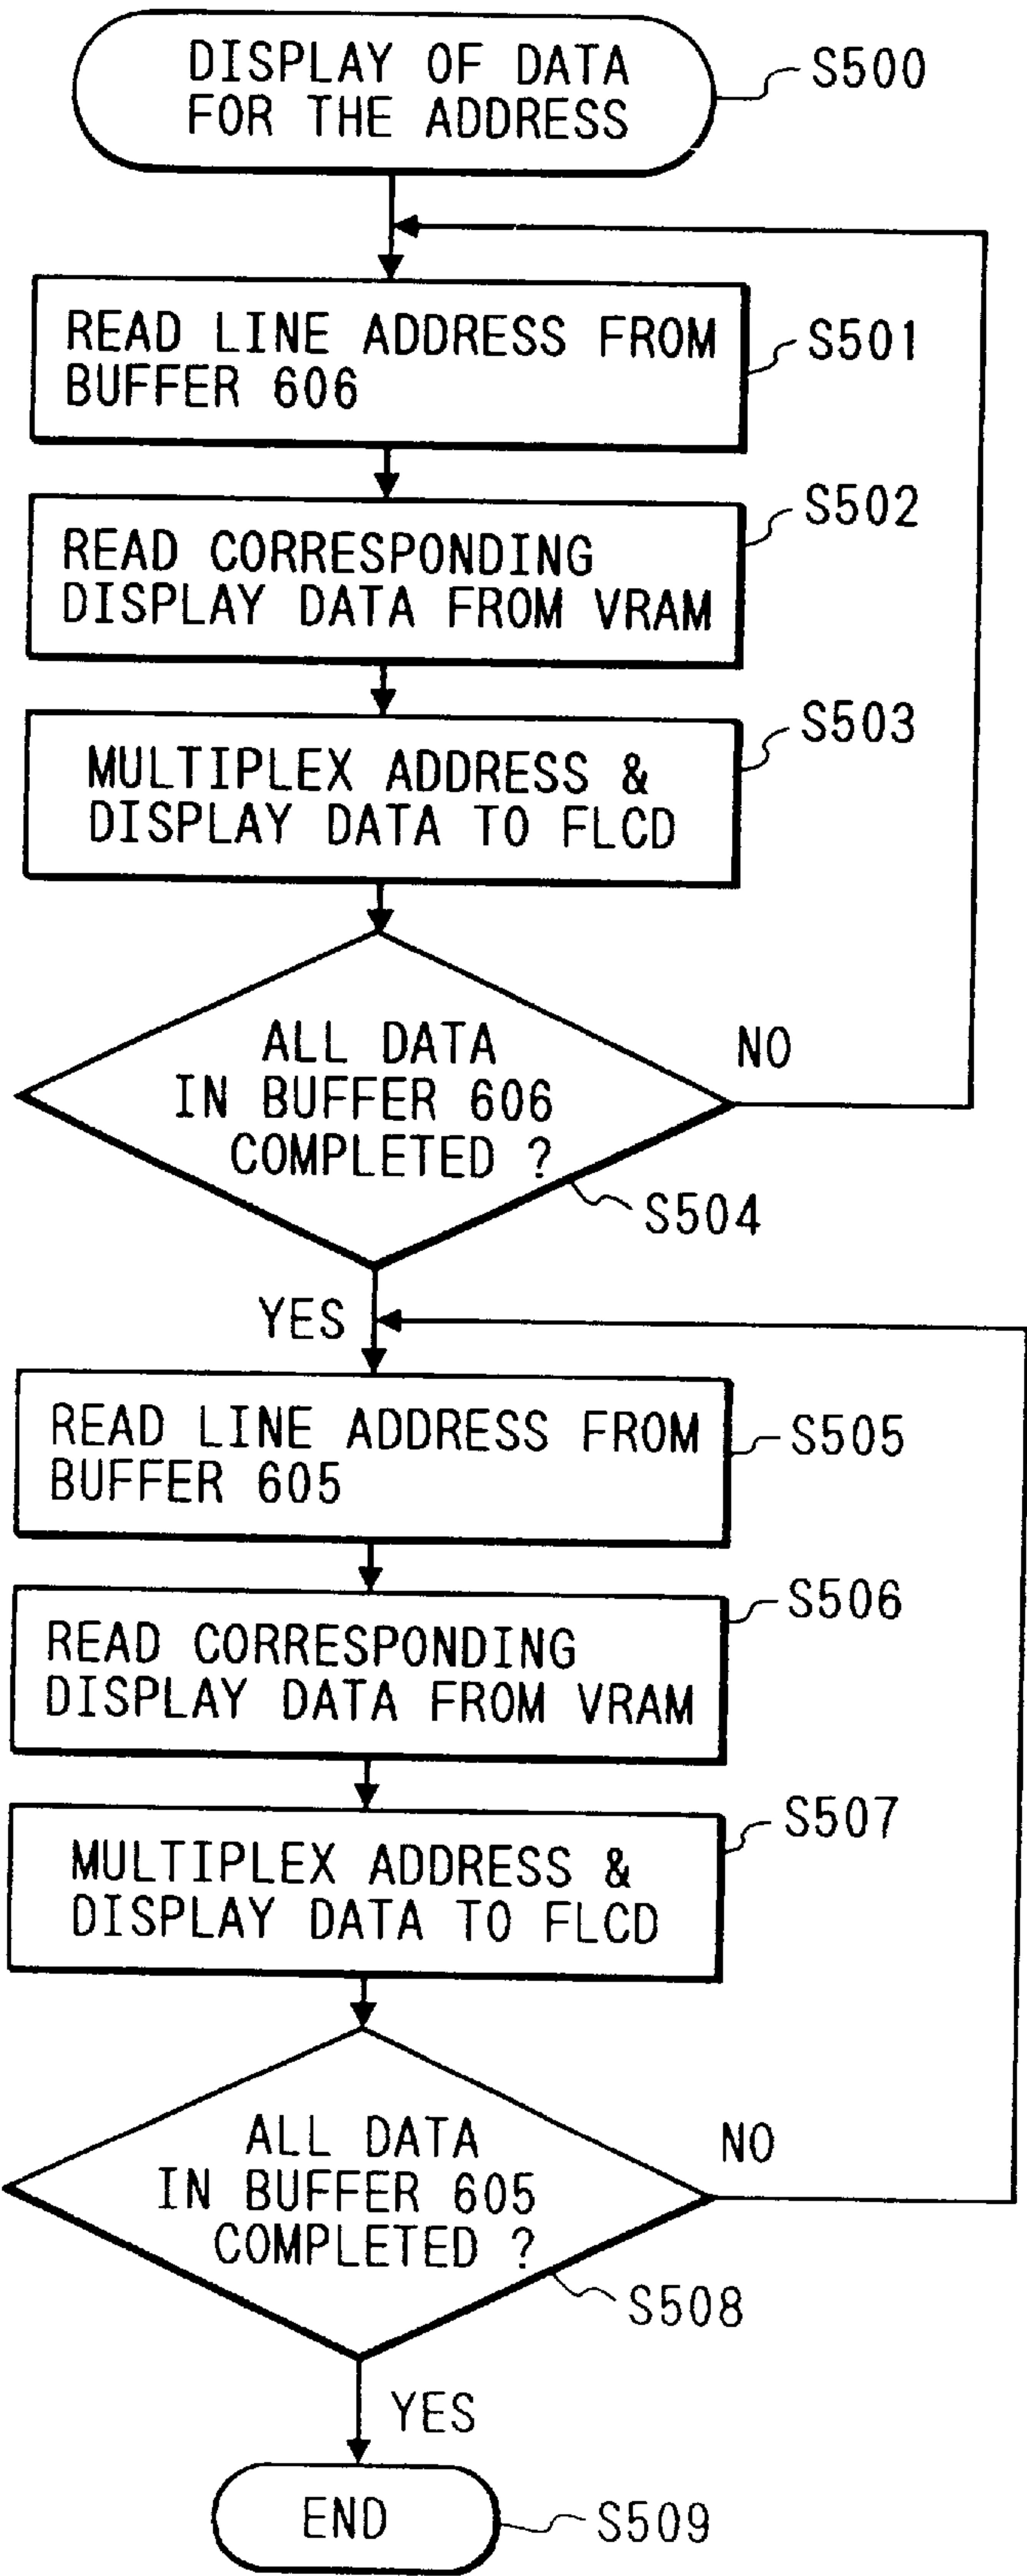 DISPLAY OF DATA
FOR THE ADDRESS
S500
READ LINE ADDRESS FROM
BUFFER 606
S501
READ CORRESPONDING
DISPLAY DATA FROM VRAM
S502
MULTIPLEX ADDRESS &
DISPLAY DATA TO FLCD
S503
ALL DATA
IN BUFFER 606
COMPLETED ?
NO
S504
YES
READ LINE ADDRESS FROM
BUFFER 605
S505
READ CORRESPONDING
DISPLAY DATA FROM VRAM
S506
MULTIPLEX ADDRESS &
DISPLAY DATA TO FLCD
S507
ALL DATA
IN BUFFER 605
COMPLETED ?
NO
S508
YES
END
S509